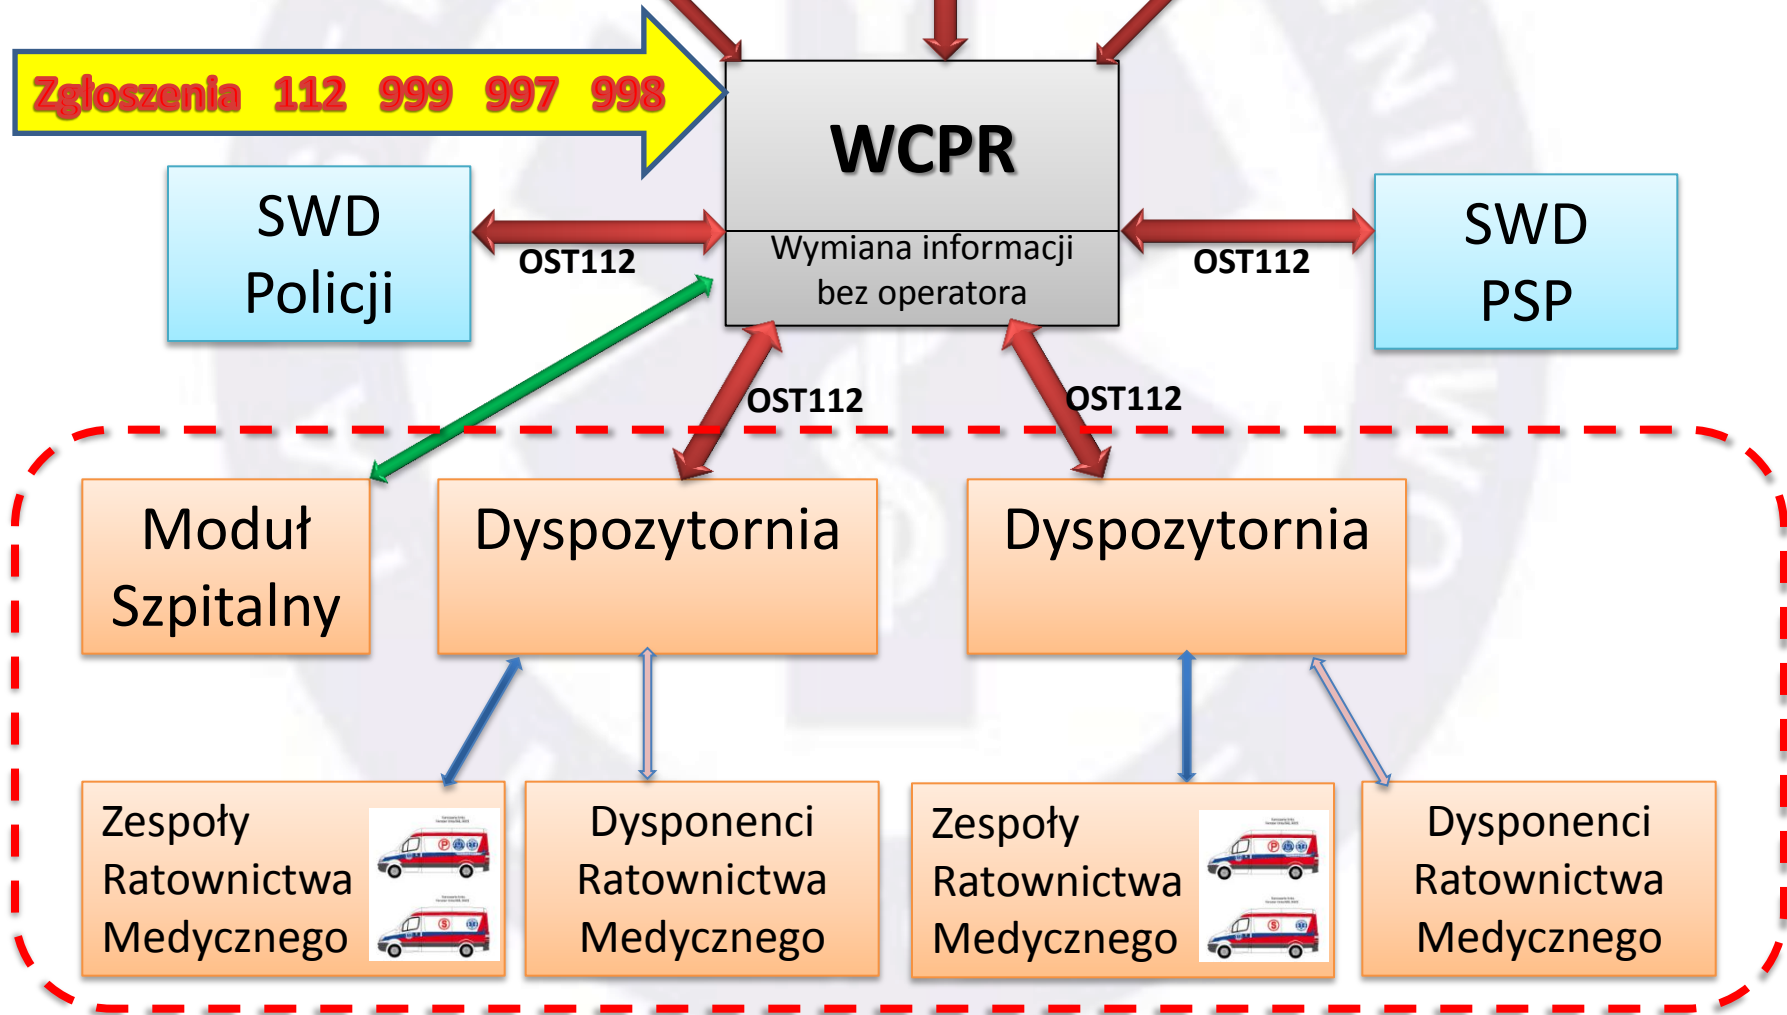 Zgłoszenia 112 999 997 998
WCPR
SWD
Policji
OST112
Wymiana informacji
bez operatora
OST112
SWD
PSP
OST112
OST112
Moduł
Szpitalny
Dyspozytornia
Dyspozytornia
Zespoły
Ratownictwa
Medycznego
P
S
Dysponenci
Ratownictwa
Medycznego
Zespoły
Ratownictwa
Medycznego
P
S
Dysponenci
Ratownictwa
Medycznego